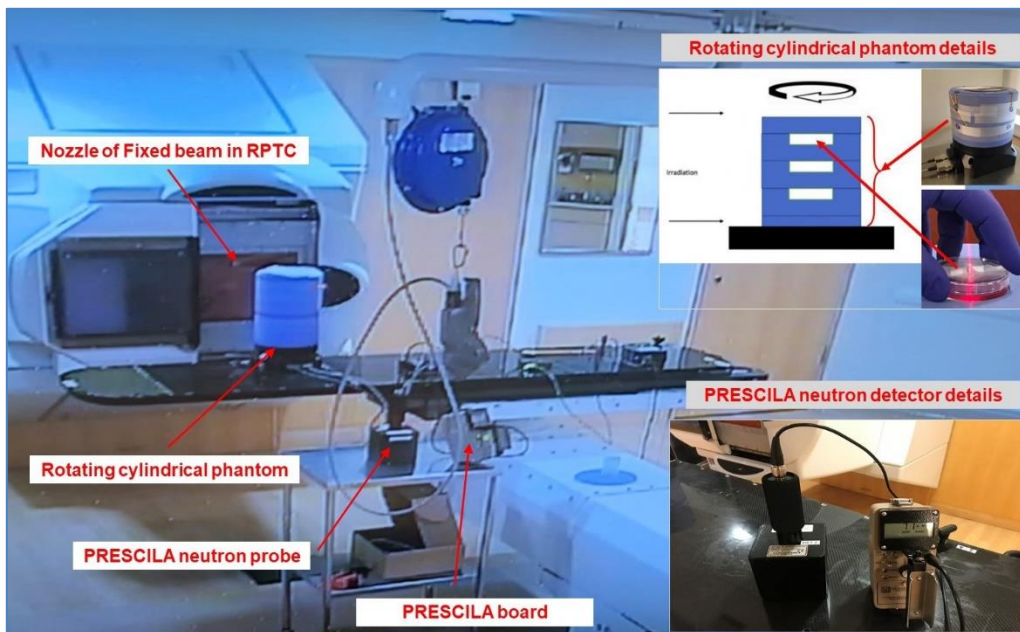 Rotating cylindrical phantom details
Nozzle of Fixed beam in RPTC
Irradiation
Rotating cylindrical phantom
PRESCILA neutron probe
PRESCILA board
PRESCILA neutron detector details